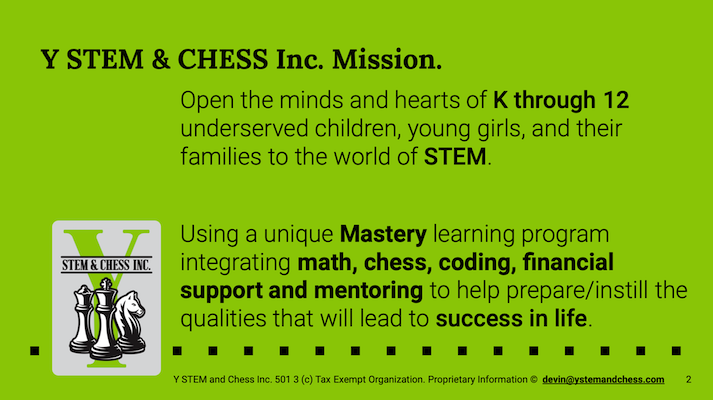 Y STEM & CHESS Inc. Mission.
Open the minds and hearts of K through 12
underserved children, young girls, and their
families to the world of STEM.
Y
STEM & CHESS INC.
Using a unique Mastery learning program
integrating math, chess, coding, financial
support and mentoring to help prepare/instill the
qualities that will lead to success in life.
Y STEM and Chess Inc. 501 3 (c) Tax Exempt Organization. Proprietary Information © devin@ystemandchess.com 2